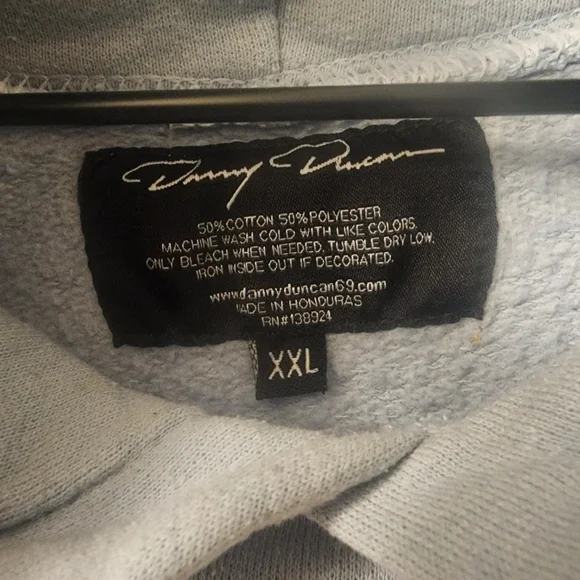 Danny Duncan
50% COTTON 50% POLYESTER
MACHINE WASH COLD WITH LIKE COLORS.
ONLY BLEACH WHEN NEEDED. TUMBLE DRY LOW.
IRON INSIDE OUT IF DECORATED.
www.dannyduncan69.com
MADE IN HONDURAS
RN#138924
XXL